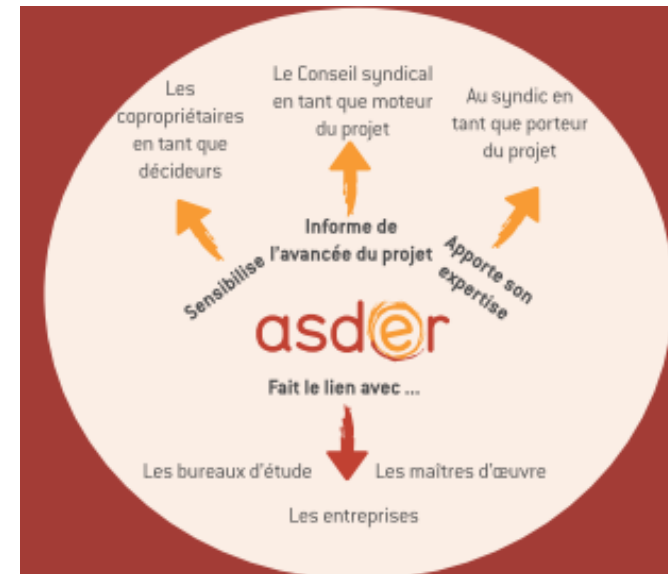 Les
copropriétaires
en tant que
décideurs
Le Conseil syndical
en tant que moteur
du projet
Au syndic en
tant que porteur
du projet
Sensibilise
Informe de
l'avancée du projet
Apporte son
expertise
asder
Fait le lien avec ...
Les bureaux d'étude
Les maîtres d'œuvre
Les entreprises